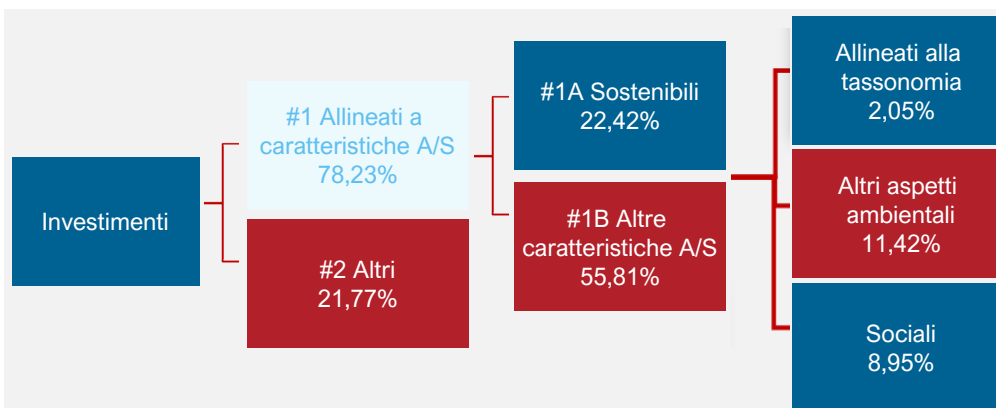 Investimenti
#1 Allineati a
caratteristiche A/S
78,23%
#2 Altri
21,77%
#1A Sostenibili
22,42%
#1B Altre
caratteristiche A/S
55,81%
Allineati alla
tassonomia
2,05%
Altri aspetti
ambientali
11,42%
Sociali
8,95%